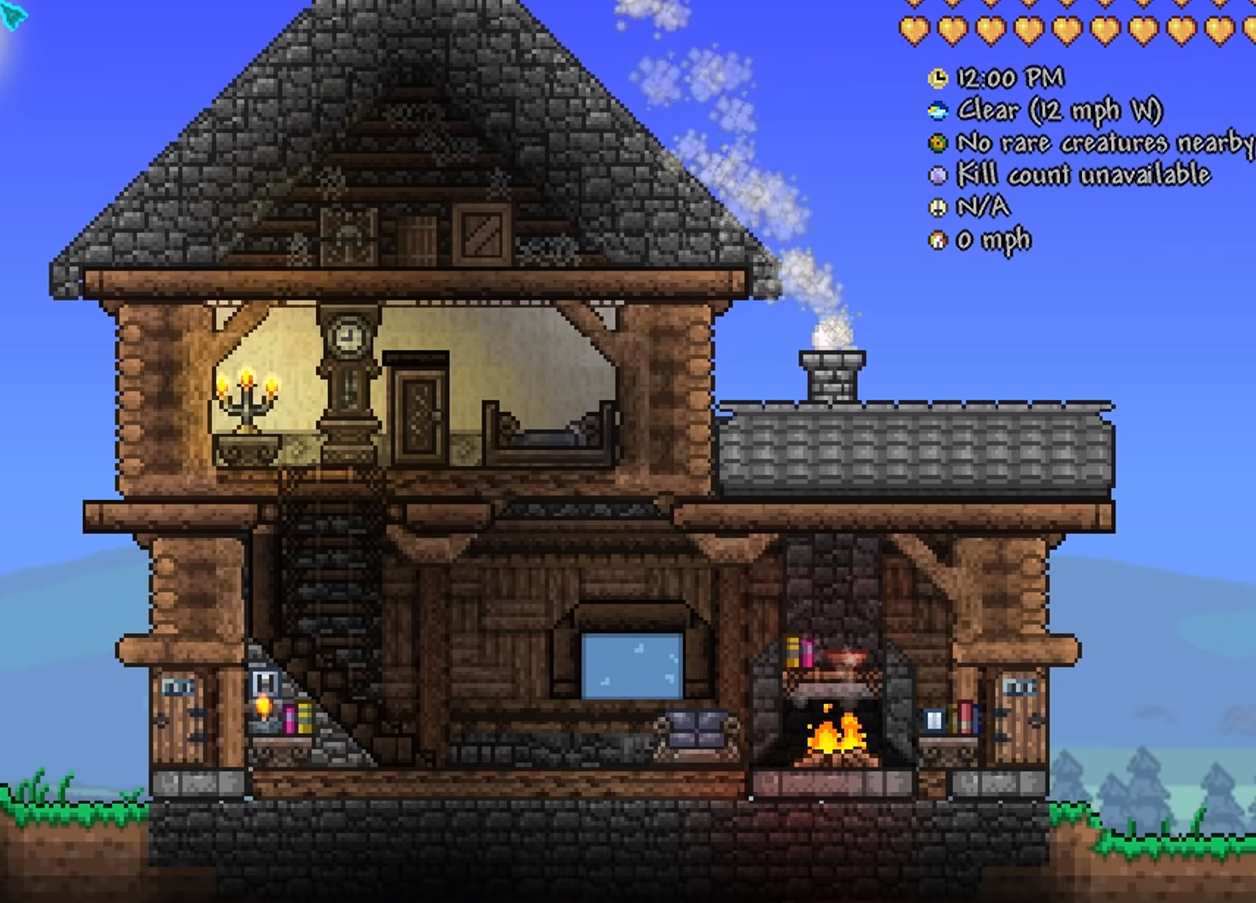 12:00 PM
Clear (12 mph W)
No rare creatures nearby
Kill count unavailable
N/A
0 mph